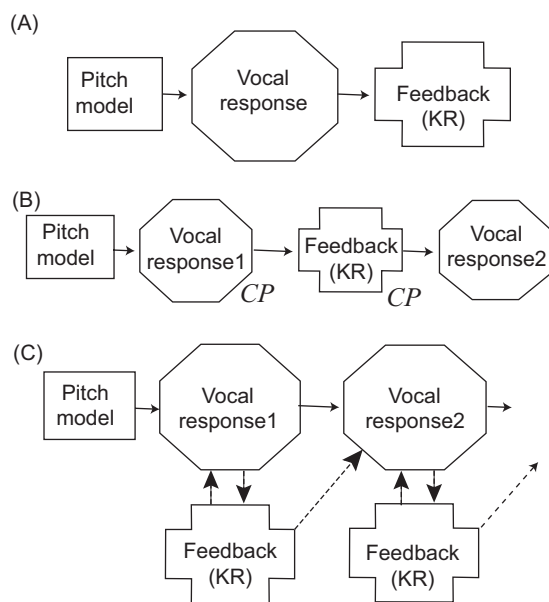 (A)
Pitch
model
Vocal
response
Feedback
(KR)
(B)
Pitch
model
Vocal
response1
CP
Feedback
(KR)
CP
Vocal
response2
(C)
Pitch
model
Vocal
response1
Vocal
response2
Feedback
(KR)
Feedback
(KR)